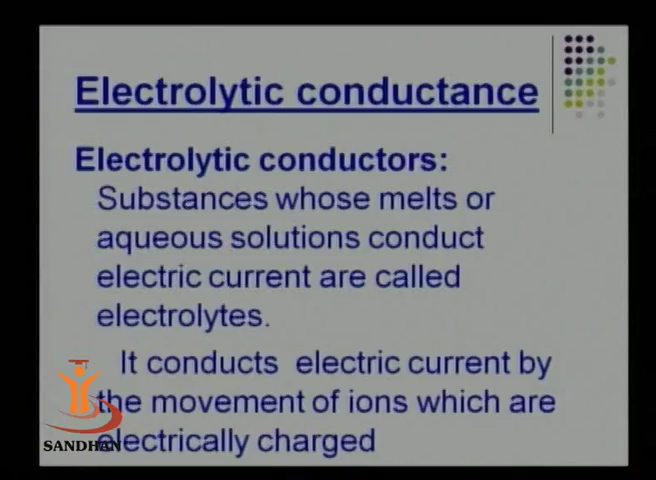 Electrolytic conductance
Electrolytic conductors:
Substances whose melts or
aqueous solutions conduct
electric current are called
electrolytes.
It conducts electric current by
the movement of ions which are
electrically charged
SANDHAN